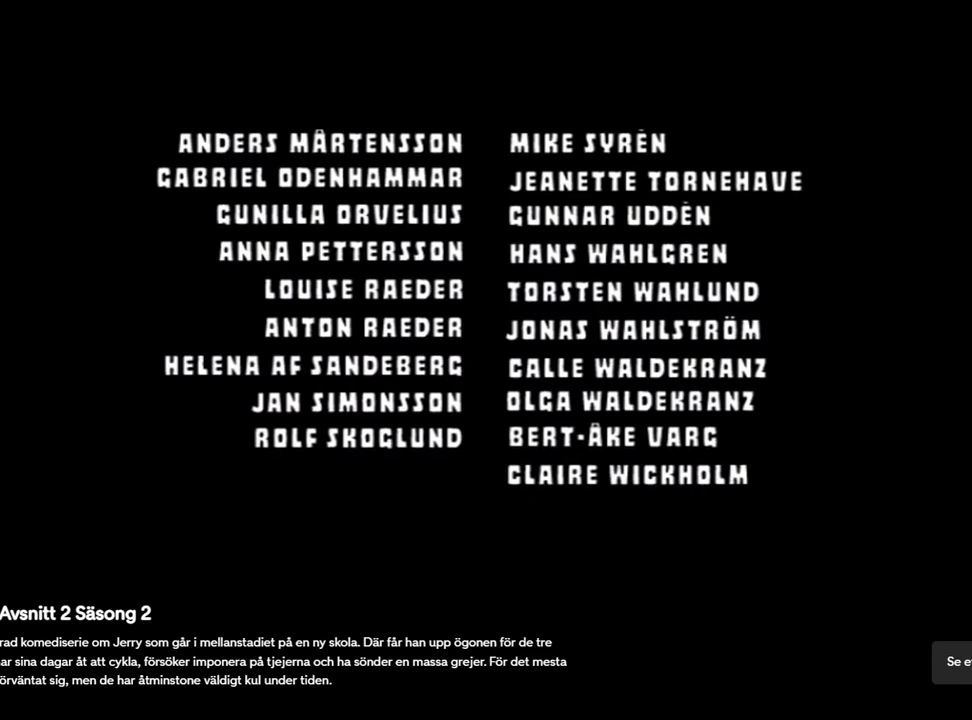 ANDERS MÅRTENSSON
GABRIEL ODENHAMMAR
GUNILLA ORVELIUS
ANNA PETTERSSON
LOUISE RAEDER
ANTON RAEDER
HELENA AF SANDEBERG
JAN SIMONSSON
ROLF SKOGLUND
MIKE SYRÉN
JEANETTE TORNEHAVE
GUNNAR UDDÉN
HANS WAHLGREN
TORSTEN WAHLUND
JONAS WAHLSTRÖM
CALLE WALDEKRANZ
OLGA WALDEKRANZ
BERT-ÅKE VARG
CLAIRE WICKHOLM
Avsnitt 2 Säsong 2
rad komediserie om Jerry som går i mellanstadiet på en ny skola. Där får han upp ögonen för de tre
ar sina dagar åt att cykla, försöker imponera på tjejerna och ha sönder en massa grejer. För det mesta
örväntat sig, men de har åtminstone väldigt kul under tiden.
Se e